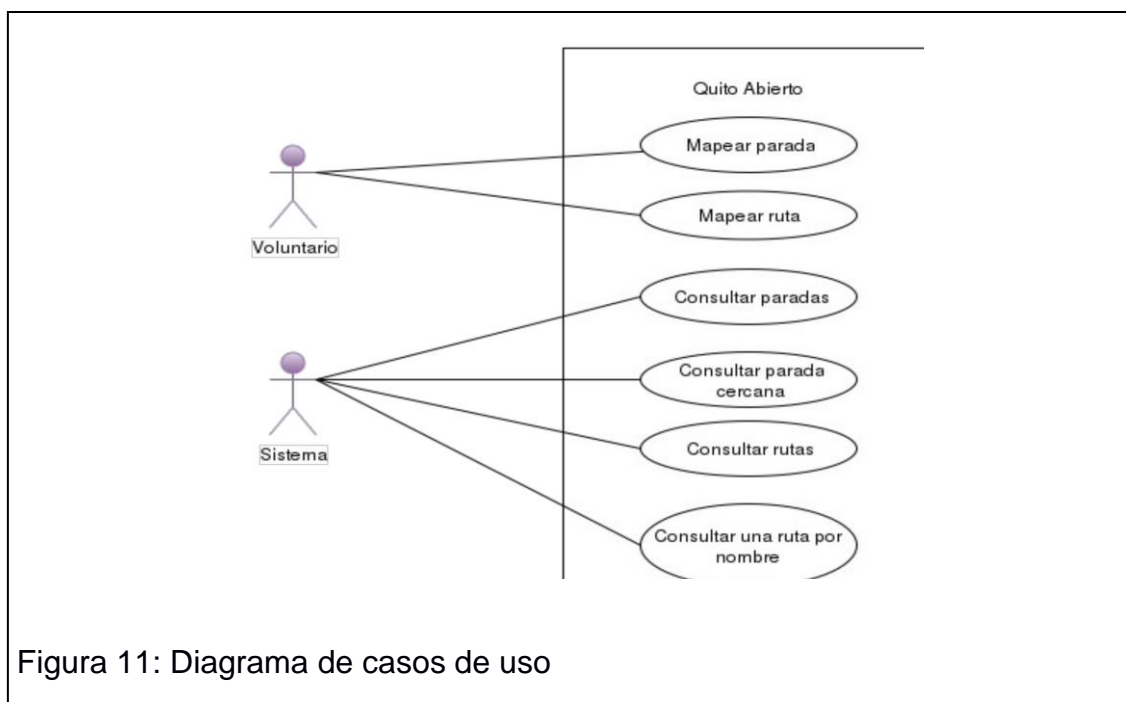 Quito Abierto
Mapear parada
Mapear ruta
Voluntario
Consultar paradas
Consultar parada
cercana
Consultar rutas
Sistema
Consultar una ruta por
nombre
Figura 11: Diagrama de casos de uso